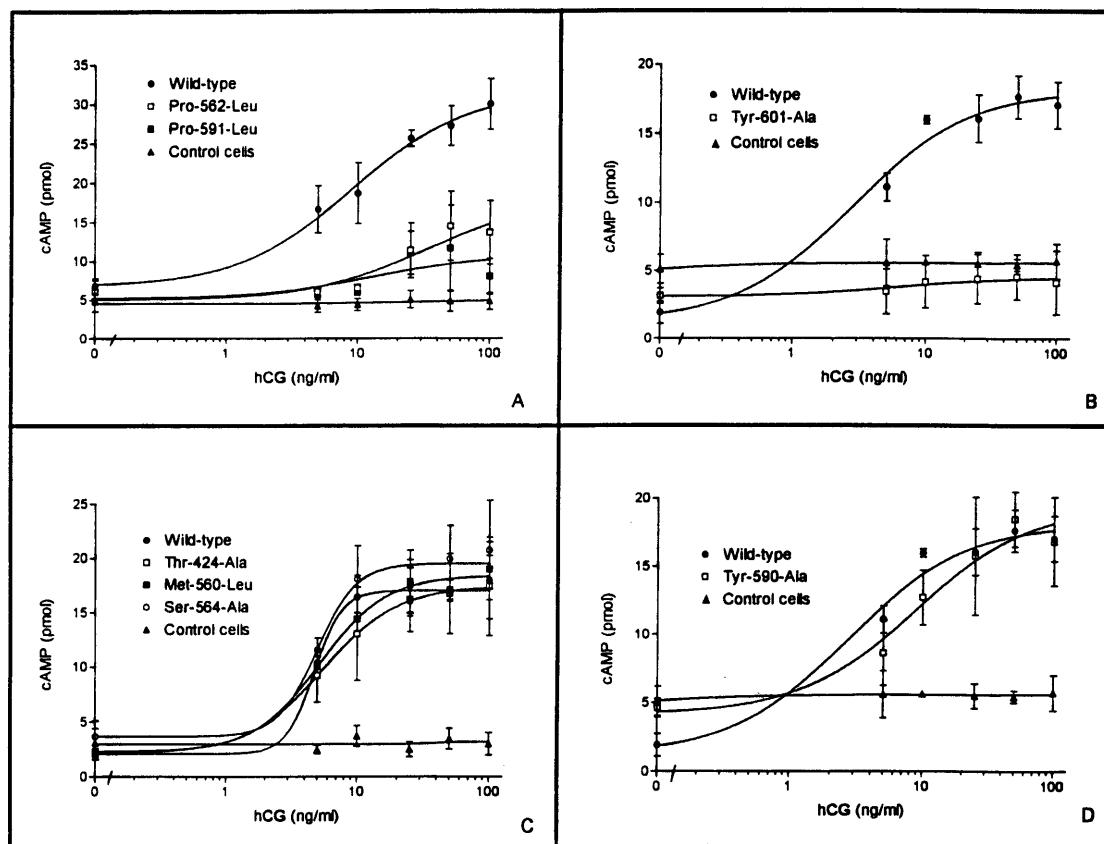 35
30
25
20
15
10
5
0
cAMP (pmol)
Wild-type
Pro-562-Leu
Pro-591-Leu
Control cells
0 1 10 100
hCG (ng/ml)
A
20
15
10
5
0
cAMP (pmol)
Wild-type
Tyr-601-Ala
Control cells
0 1 10 100
hCG (ng/ml)
B
25
20
15
10
5
0
cAMP (pmol)
Wild-type
Thr-424-Ala
Met-560-Leu
Ser-564-Ala
Control cells
0 1 10 100
hCG (ng/ml)
C
20
15
10
5
0
cAMP (pmol)
Wild-type
Tyr-590-Ala
Control cells
0 1 10 100
hCG (ng/ml)
D